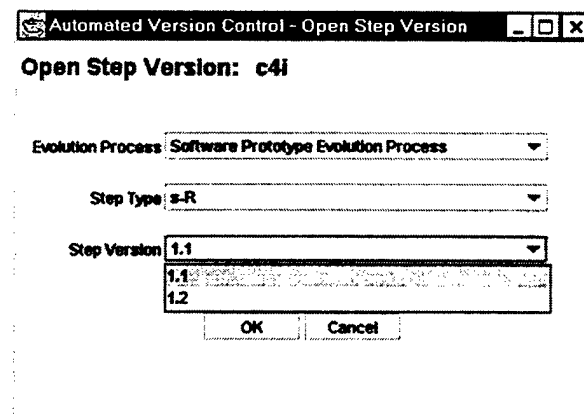 Automated Version Control - Open Step Version
Open Step Version: c4i
Evolution Process Software Prototype Evolution Process
Step Type s-R
Step Version 1.1
1.1
1.2
OK Cancel